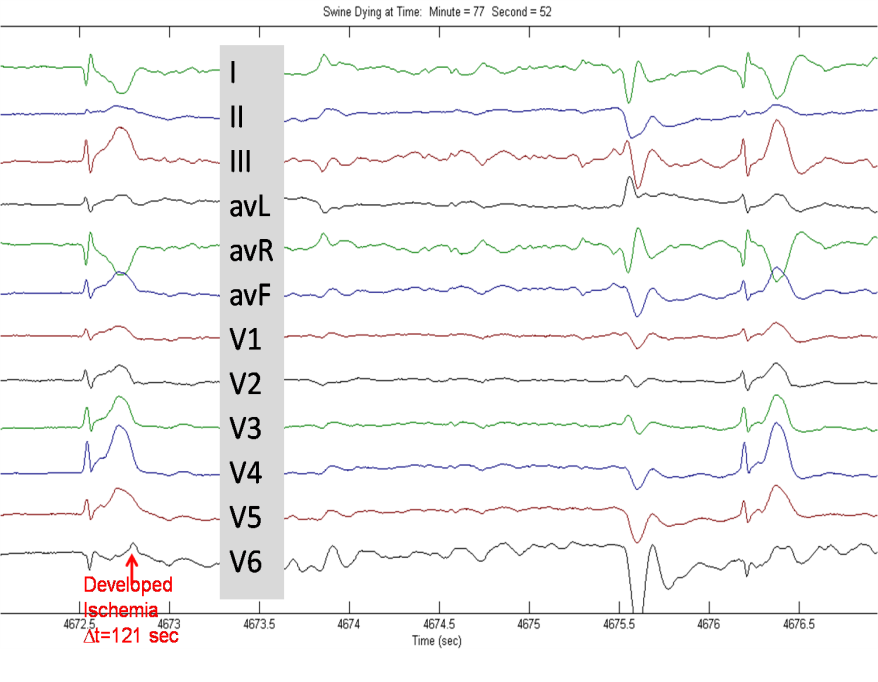 Swine Dying at Time: Minute = 77 Second = 52
I
II
III
avL
avR
avF
V1
V2
V3
V4
V5
V6
Developed
Ischemia
Δt=121 sec
4672.5 4673 4673.5 4674 4674.5 4675 4675.5 4676 4676.5
Time (sec)